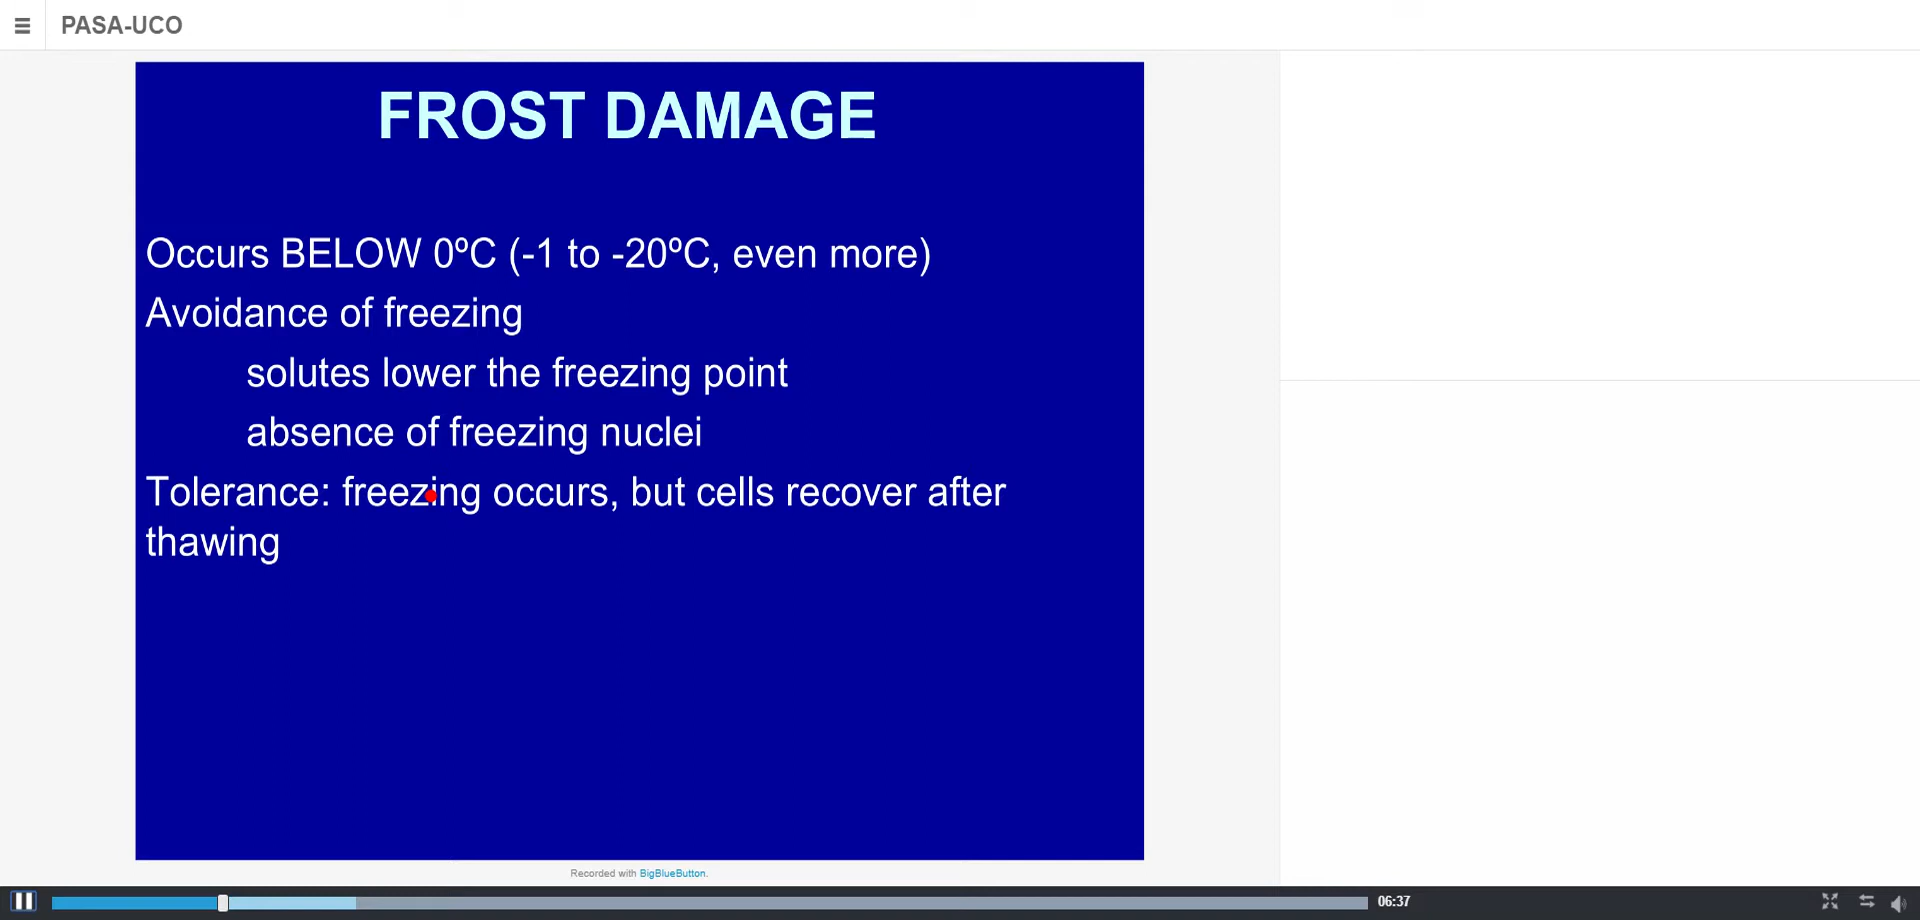 PASA-UCO
FROST DAMAGE
Occurs BELOW 0ºC (-1 to -20ºC, even more)
Avoidance of freezing
solutes lower the freezing point
absence of freezing nuclei
Tolerance: freezing occurs, but cells recover after
thawing
Recorded with BigBlueButton.
06:37